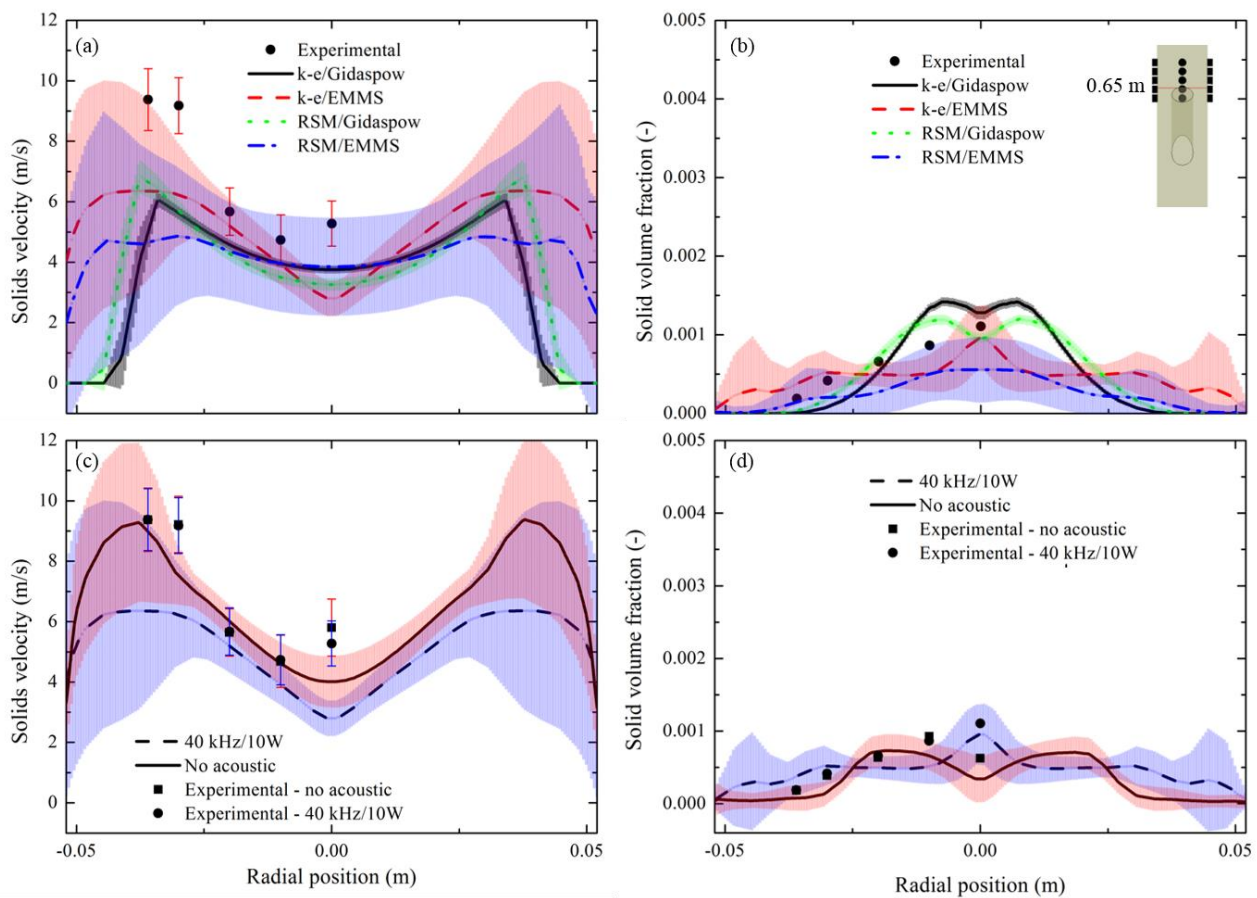 (a)
Experimental
k-e/Gidaspow
k-e/EMMS
RSM/Gidaspow
RSM/EMMS
Solids velocity (m/s)
12
10
8
6
4
2
0
(b)
Experimental
k-e/Gidaspow
k-e/EMMS
RSM/Gidaspow
RSM/EMMS
0.65 m
Solid volume fraction (-)
0.005
0.004
0.003
0.002
0.001
0.000
(c)
40 kHz/10W
No acoustic
Experimental - no acoustic
Experimental - 40 kHz/10W
Solids velocity (m/s)
12
10
8
6
4
2
0
-0.05
0.00
0.05
Radial position (m)
(d)
40 kHz/10W
No acoustic
Experimental - no acoustic
Experimental - 40 kHz/10W
Solid volume fraction (-)
0.005
0.004
0.003
0.002
0.001
0.000
-0.05
0.00
0.05
Radial position (m)